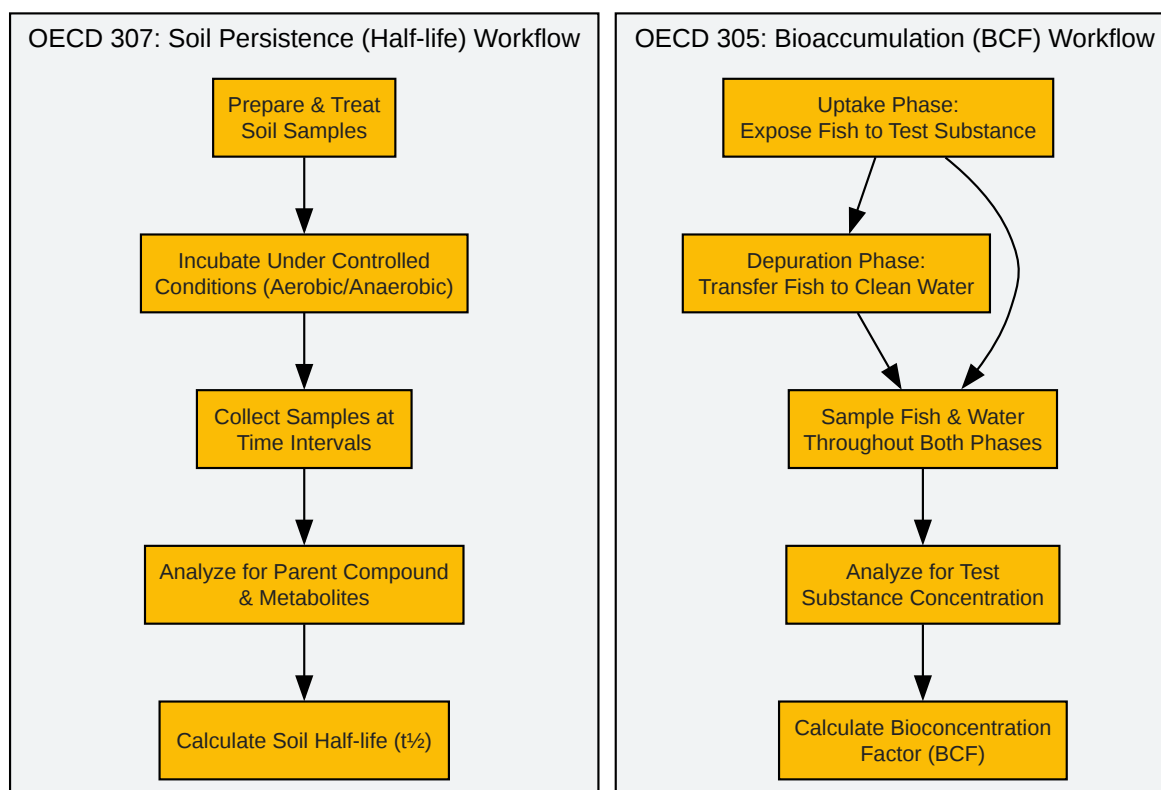 OECD 307: Soil Persistence (Half-life) Workflow
Prepare & Treat
Soil Samples
Incubate Under Controlled
Conditions (Aerobic/Anaerobic)
Collect Samples at
Time Intervals
Analyze for Parent Compound
& Metabolites
Calculate Soil Half-life (t½)
OECD 305: Bioaccumulation (BCF) Workflow
Uptake Phase:
Expose Fish to Test Substance
Depuration Phase:
Transfer Fish to Clean Water
Sample Fish & Water
Throughout Both Phases
Analyze for Test
Substance Concentration
Calculate Bioconcentration
Factor (BCF)